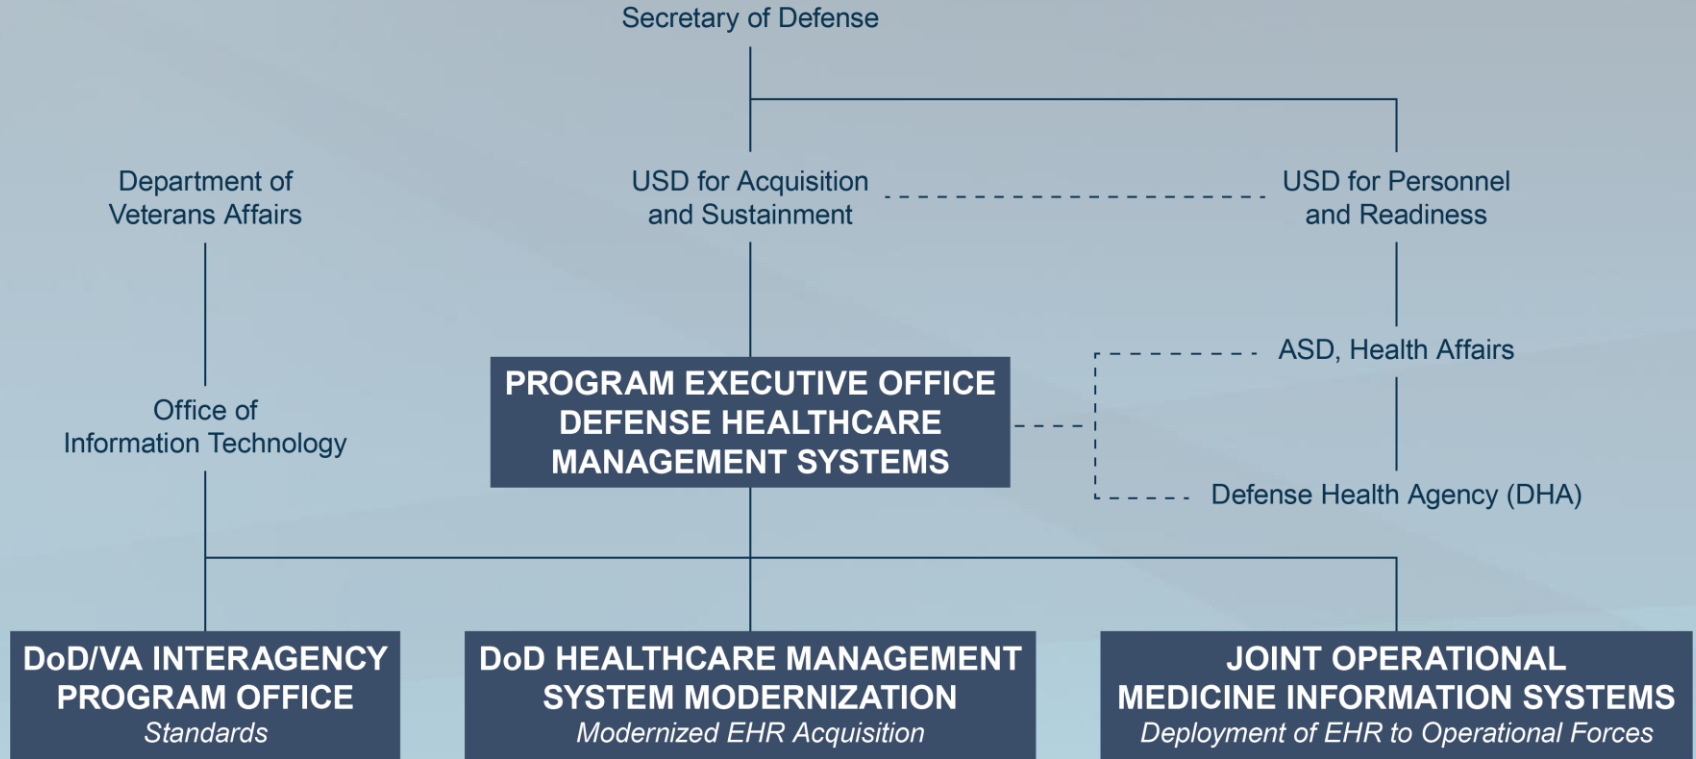 Secretary of Defense
Department of
Veterans Affairs
USD for Acquisition
and Sustainment
USD for Personnel
and Readiness
ASD, Health Affairs
PROGRAM EXECUTIVE OFFICE
DEFENSE HEALTHCARE
MANAGEMENT SYSTEMS
Office of
Information Technology
Defense Health Agency (DHA)
DoD/VA INTERAGENCY
PROGRAM OFFICE
Standards
DoD HEALTHCARE MANAGEMENT
SYSTEM MODERNIZATION
Modernized EHR Acquisition
JOINT OPERATIONAL
MEDICINE INFORMATION SYSTEMS
Deployment of EHR to Operational Forces